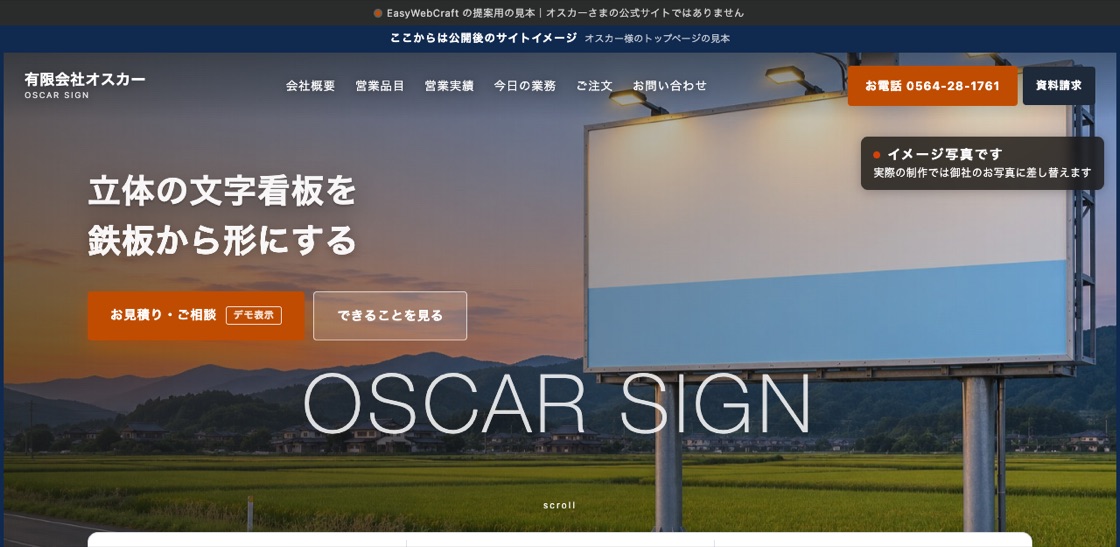 EasyWebCraft の提案用の見本｜オスカーさまの公式サイトではありません
ここからは公開後のサイトイメージ オスカー様のトップページの見本
有限会社オスカー
OSCAR SIGN
会社概要 営業品目 営業実績 今日の業務 ご注文 お問い合わせ
お電話 0564-28-1761
資料請求
イメージ写真です
実際の制作では御社のお写真に差し替えます
立体の文字看板を
鉄板から形にする
お見積り・ご相談 デモ表示
できることを見る
OSCAR SIGN
scroll